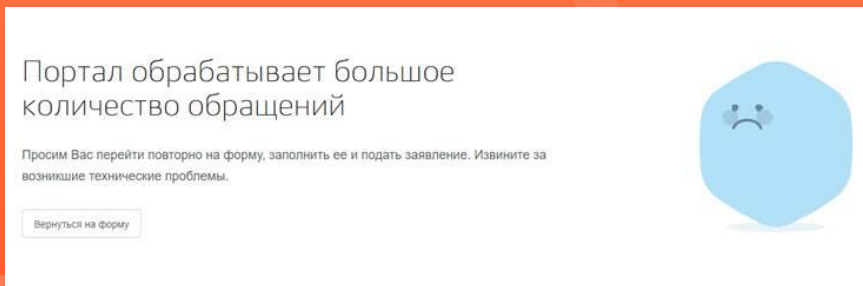 Портал обрабатывает большое
количество обращений
Просим Вас перейти повторно на форму, заполнить ее и подать заявление. Извините за
возникшие технические проблемы.
Вернуться на форму